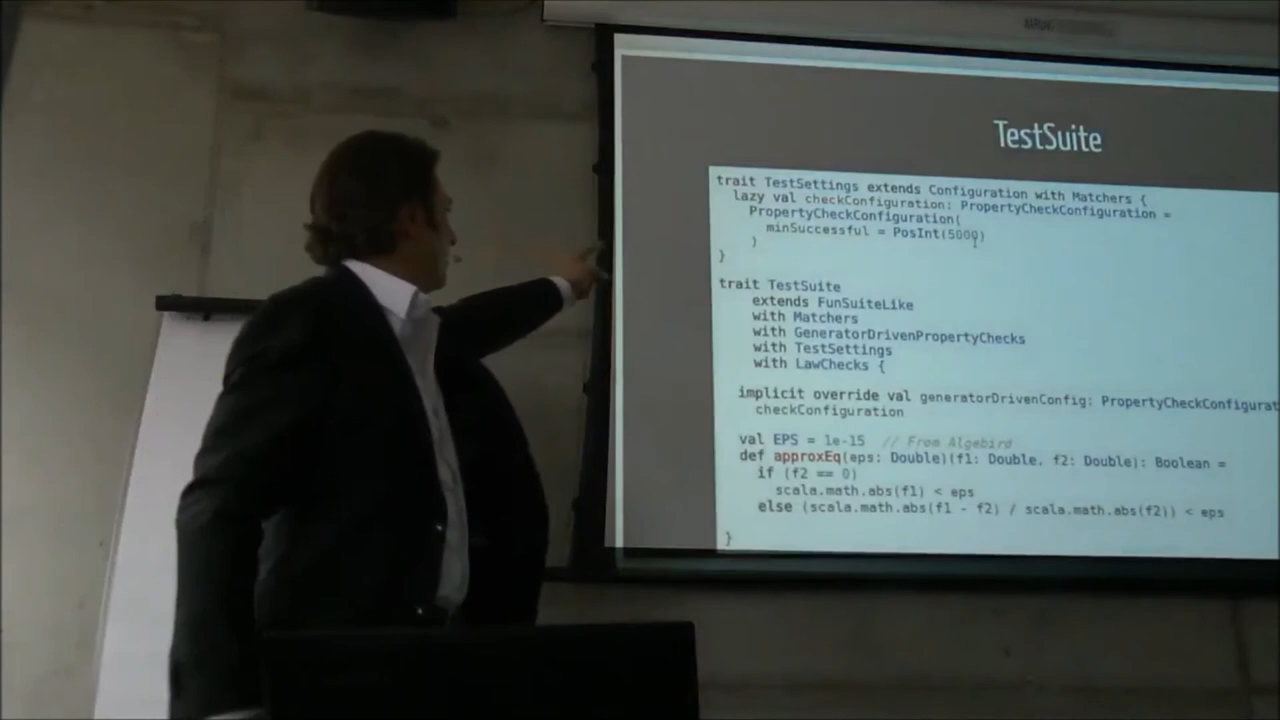 TestSuite
trait TestSettings extends Configuration with Matchers {
lazy val checkConfiguration: PropertyCheckConfiguration =
PropertyCheckConfiguration(
minSuccessful = PosInt(5000)
)
}
trait TestSuite
extends FunSuiteLike
with Matchers
with GeneratorDrivenPropertyChecks
with TestSettings
with LawChecks {
implicit override val generatorDrivenConfig: PropertyCheckConfigurat
checkConfiguration
val EPS = 1e-15 // From Algebird
def approxEq(eps: Double)(f1: Double, f2: Double): Boolean =
if (f2 == 0)
scala.math.abs(f1) < eps
else (scala.math.abs(f1 - f2) / scala.math.abs(f2)) < eps
}